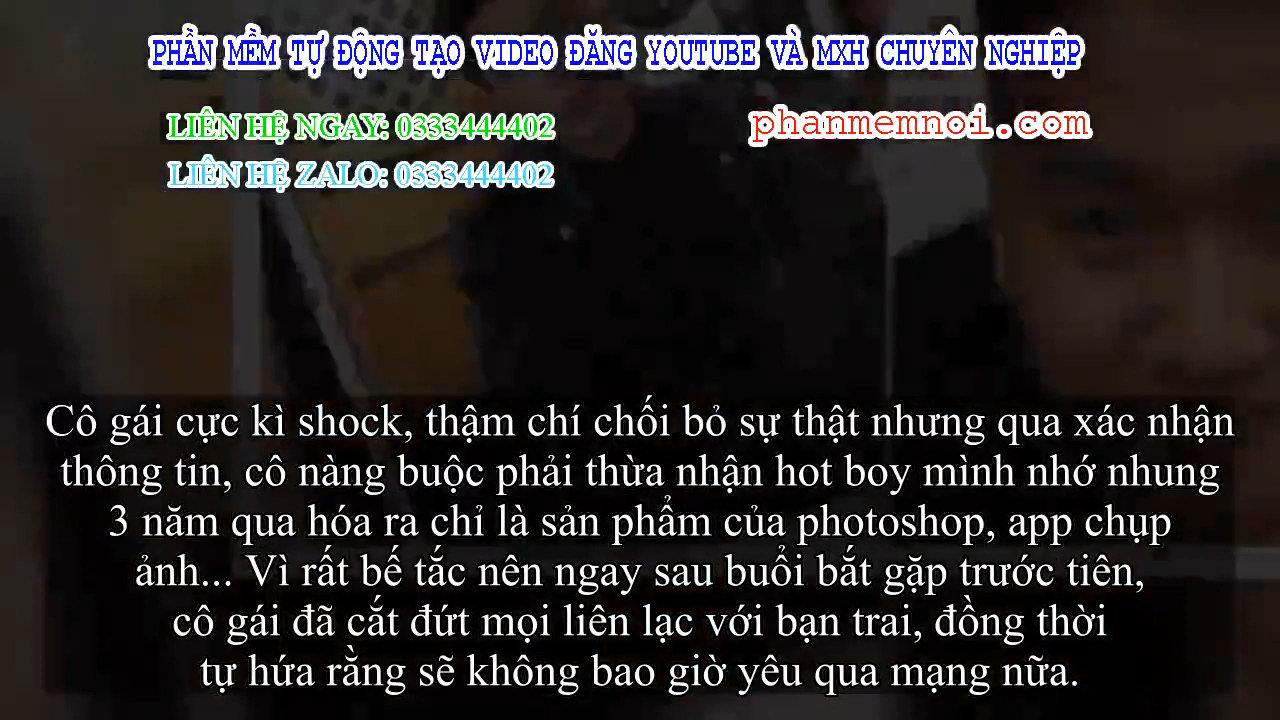 PHẦN MỀM TỰ ĐỘNG TẠO VIDEO ĐĂNG YOUTUBE VÀ MXH CHUYÊN NGHIỆP
LIÊN HỆ NGAY: 0333444402
phanmemnoi.com
LIÊN HỆ ZALO: 0333444402
Cô gái cực kì shock, thậm chí chối bỏ sự thật nhưng qua xác nhận
thông tin, cô nàng buộc phải thừa nhận hot boy mình nhớ nhung
3 năm qua hóa ra chỉ là sản phẩm của photoshop, app chụp
ảnh... Vì rất bế tắc nên ngay sau buổi bắt gặp trước tiên,
cô gái đã cắt đứt mọi liên lạc với bạn trai, đồng thời
tự hứa rằng sẽ không bao giờ yêu qua mạng nữa.